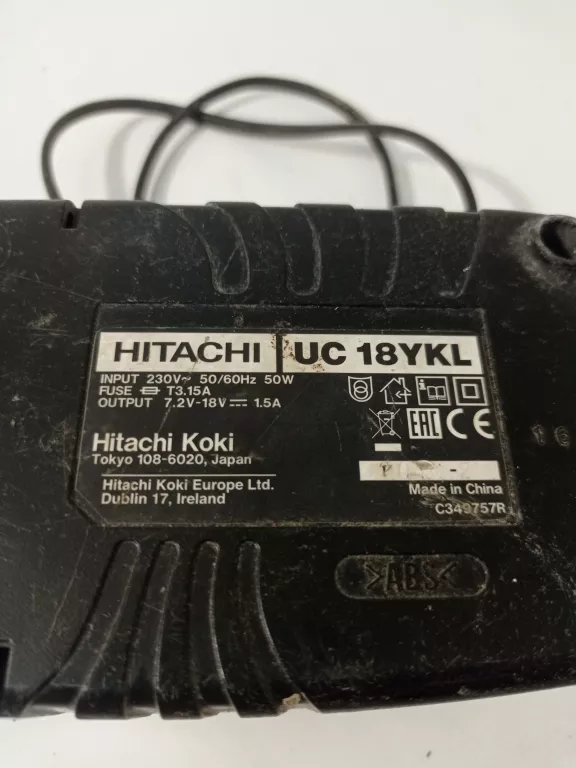 HITACHI UC 18YKL
INPUT 230V~ 50/60Hz 50W
FUSE T3.15A
OUTPUT 7.2V-18V⎓ 1.5A
Hitachi Koki
Tokyo 108-6020, Japan
Hitachi Koki Europe Ltd.
Dublin 17, Ireland
EAC CE
-
Made in China
C349757R
>ABS<